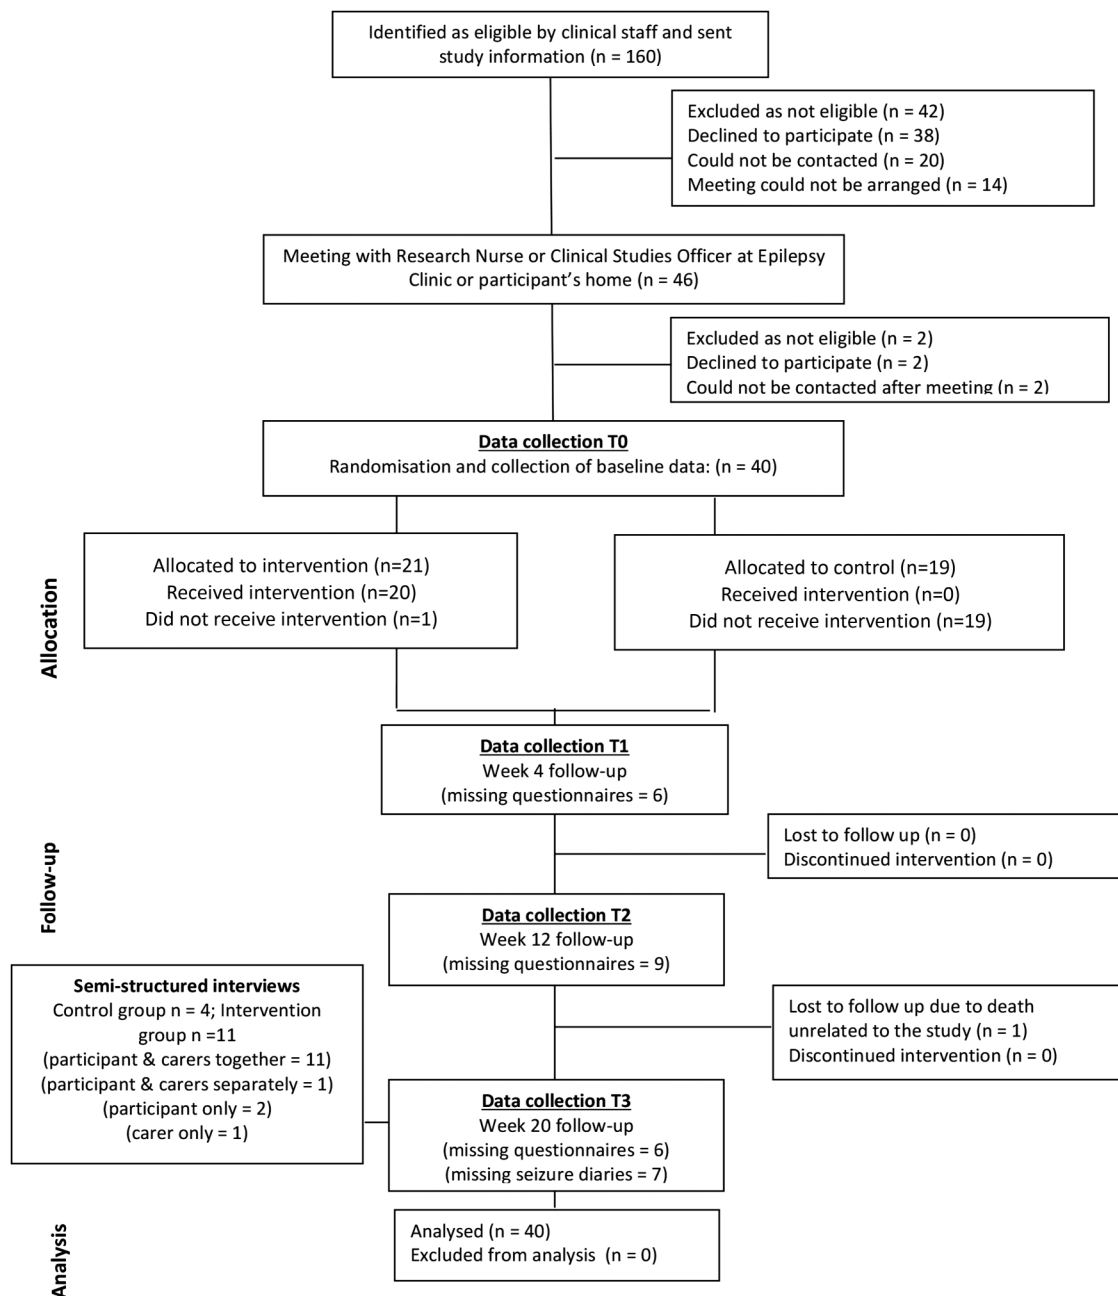 Identified as eligible by clinical staff and sent
study information (n = 160)
Excluded as not eligible (n = 42)
Declined to participate (n = 38)
Could not be contacted (n = 20)
Meeting could not be arranged (n = 14)
Meeting with Research Nurse or Clinical Studies Officer at Epilepsy
Clinic or participant's home (n = 46)
Excluded as not eligible (n = 2)
Declined to participate (n = 2)
Could not be contacted after meeting (n = 2)
Data collection T0
Randomisation and collection of baseline data: (n = 40)
Allocation
Allocated to intervention (n=21)
Received intervention (n=20)
Did not receive intervention (n=1)
Allocated to control (n=19)
Received intervention (n=0)
Did not receive intervention (n=19)
Data collection T1
Week 4 follow-up
(missing questionnaires = 6)
Follow-up
Lost to follow up (n = 0)
Discontinued intervention (n = 0)
Data collection T2
Week 12 follow-up
(missing questionnaires = 9)
Semi-structured interviews
Control group n = 4; Intervention
group n =11
(participant & carers together = 11)
(participant & carers separately = 1)
(participant only = 2)
(carer only = 1)
Lost to follow up due to death
unrelated to the study (n = 1)
Discontinued intervention (n = 0)
Data collection T3
Week 20 follow-up
(missing questionnaires = 6)
(missing seizure diaries = 7)
Analysis
Analysed (n = 40)
Excluded from analysis  (n = 0)